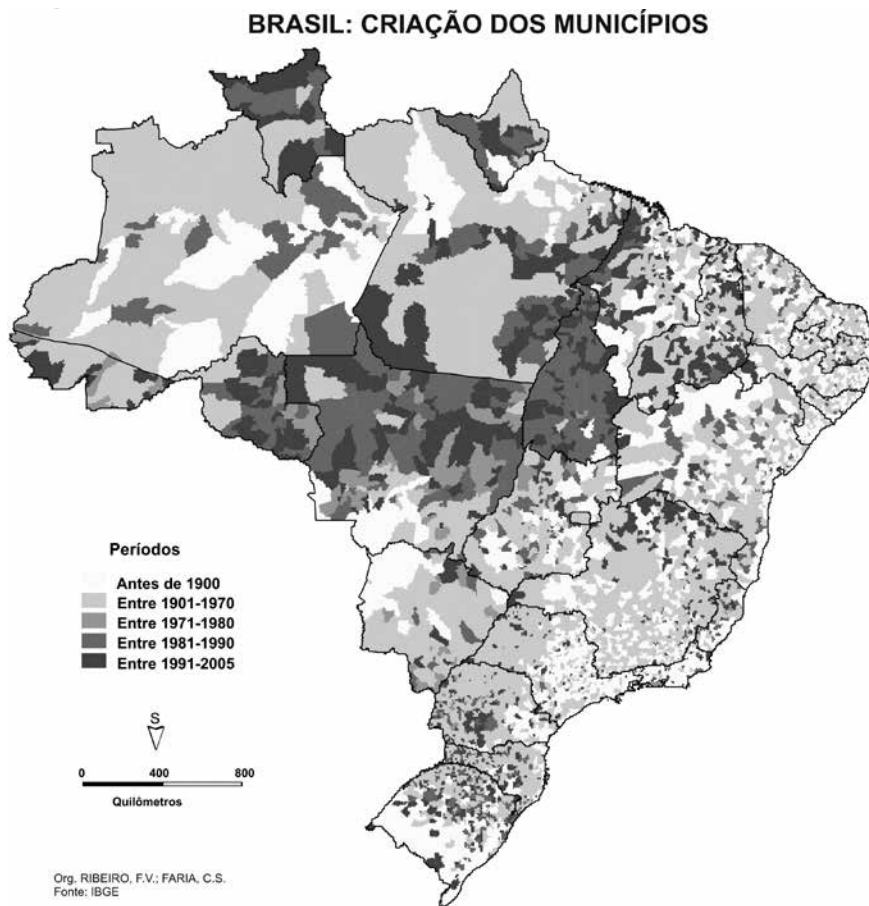 BRASIL: CRIAÇÃO DOS MUNICÍPIOS
Períodos
Antes de 1900
Entre 1901-1970
Entre 1971-1980
Entre 1981-1990
Entre 1991-2005
S
0 400 800
Quilômetros
Org. RIBEIRO, F.V.; FARIA, C.S.
Fonte: IBGE